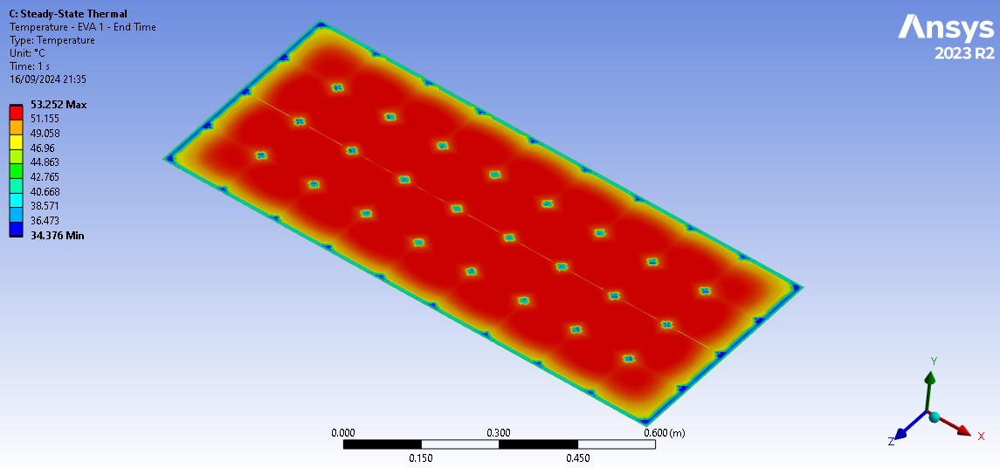 C: Steady-State Thermal
Temperature - EVA 1 - End Time
Type: Temperature
Unit: °C
Time: 1 s
16/09/2024 21:35
53.252 Max
51.155
49.058
46.96
44.863
42.765
40.668
38.571
36.473
34.376 Min
Ansys
2023 R2
0.000 0.300 0.600 (m)
0.150 0.450
Y
X
Z